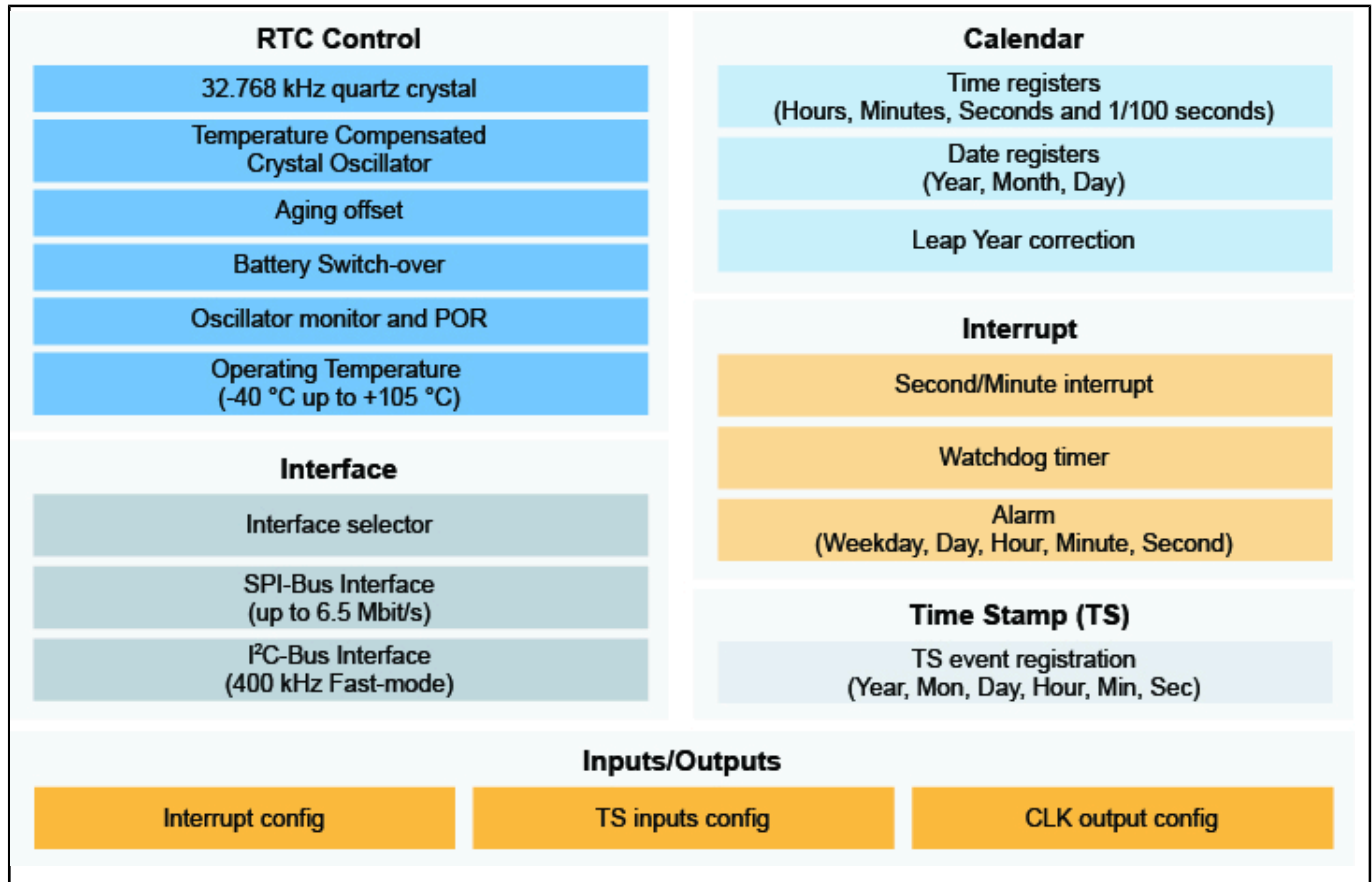 RTC Control
32.768 kHz quartz crystal
Temperature Compensated
Crystal Oscillator
Aging offset
Battery Switch-over
Oscillator monitor and POR
Operating Temperature
(-40 °C up to +105 °C)
Interface
Interface selector
SPI-Bus Interface
(up to 6.5 Mbit/s)
I²C-Bus Interface
(400 kHz Fast-mode)
Calendar
Time registers
(Hours, Minutes, Seconds and 1/100 seconds)
Date registers
(Year, Month, Day)
Leap Year correction
Interrupt
Second/Minute interrupt
Watchdog timer
Alarm
(Weekday, Day, Hour, Minute, Second)
Time Stamp (TS)
TS event registration
(Year, Mon, Day, Hour, Min, Sec)
Inputs/Outputs
Interrupt config
TS inputs config
CLK output config